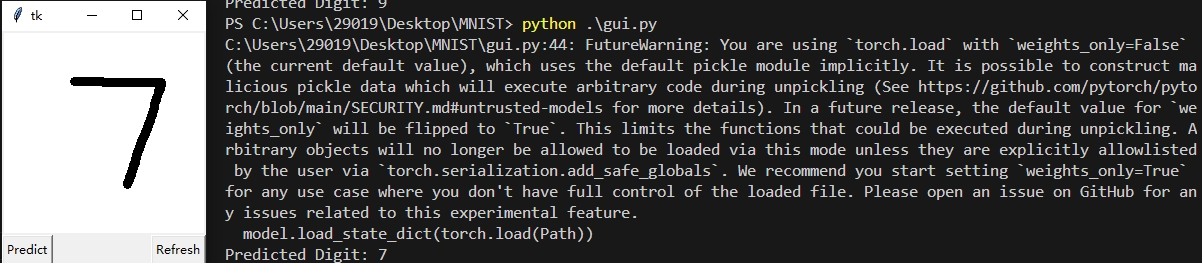 tk
7
Predict
Refresh
Predicted Digit: 9
PS C:\Users\29019\Desktop\MNIST> python .\gui.py
C:\Users\29019\Desktop\MNIST\gui.py:44: FutureWarning: You are using `torch.load` with `weights_only=False`
(the current default value), which uses the default pickle module implicitly. It is possible to construct ma
licious pickle data which will execute arbitrary code during unpickling (See https://github.com/pytorch/pyto
rch/blob/main/SECURITY.md#untrusted-models for more details). In a future release, the default value for `we
ights_only` will be flipped to `True`. This limits the functions that could be executed during unpickling. A
rbitrary objects will no longer be allowed to be loaded via this mode unless they are explicitly allowlisted
 by the user via `torch.serialization.add_safe_globals`. We recommend you start setting `weights_only=True`
for any use case where you don't have full control of the loaded file. Please open an issue on GitHub for an
y issues related to this experimental feature.
  model.load_state_dict(torch.load(Path))
Predicted Digit: 7